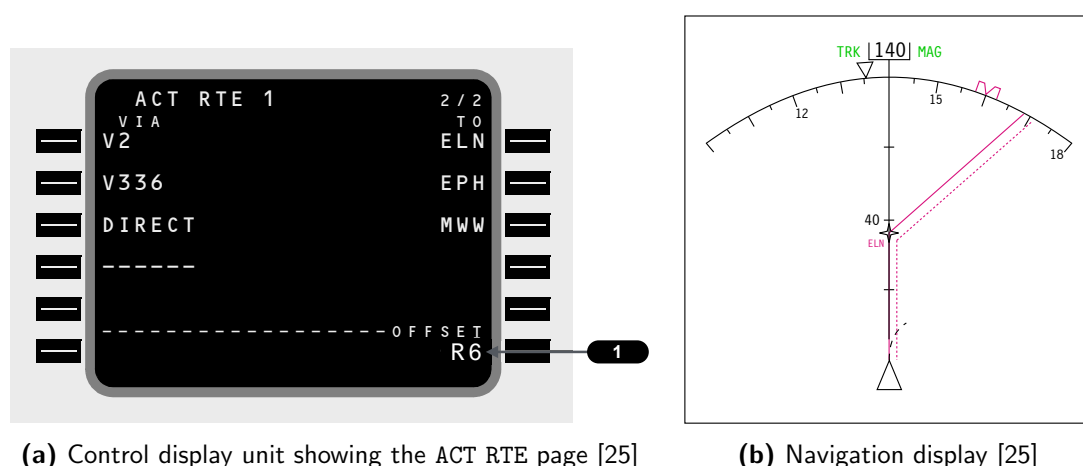 ACT RTE 1 2/2
VIA TO
V2 ELN
V336 EPH
DIRECT MWW
------
------------------OFFSET
R6
1
TRK 140 MAG
12
15
18
40
ELN
(a) Control display unit showing the ACT RTE page [25]
(b) Navigation display [25]